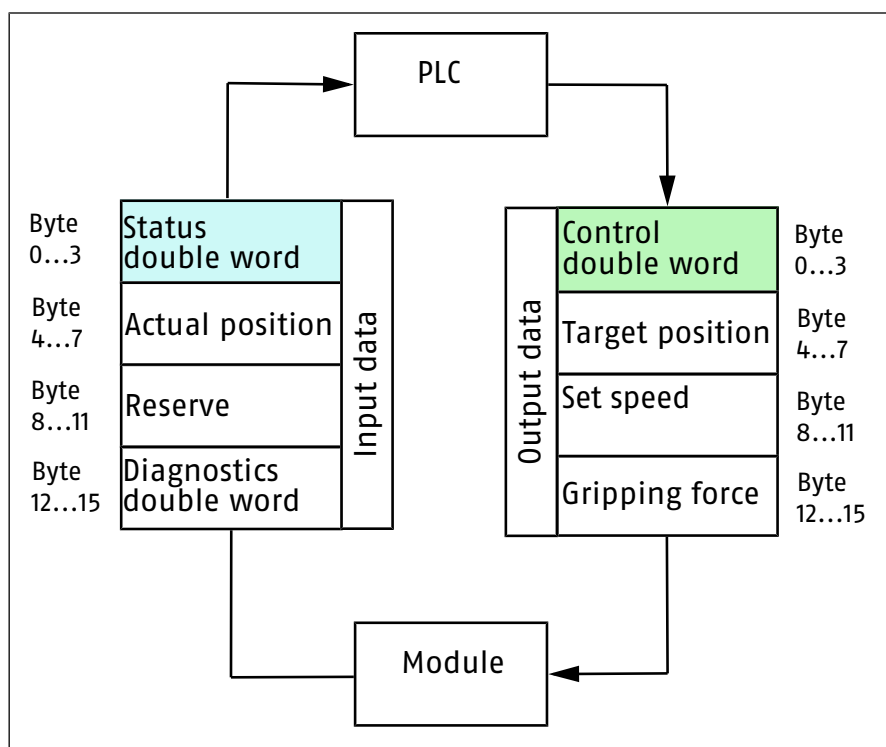 PLC
Byte
0...3
Status
double word
Byte
4...7
Actual position
Byte
8...11
Reserve
Byte
12...15
Diagnostics
double word
Input data
Output data
Control
double word
Byte
0...3
Target position
Byte
4...7
Set speed
Byte
8...11
Gripping force
Byte
12...15
Module